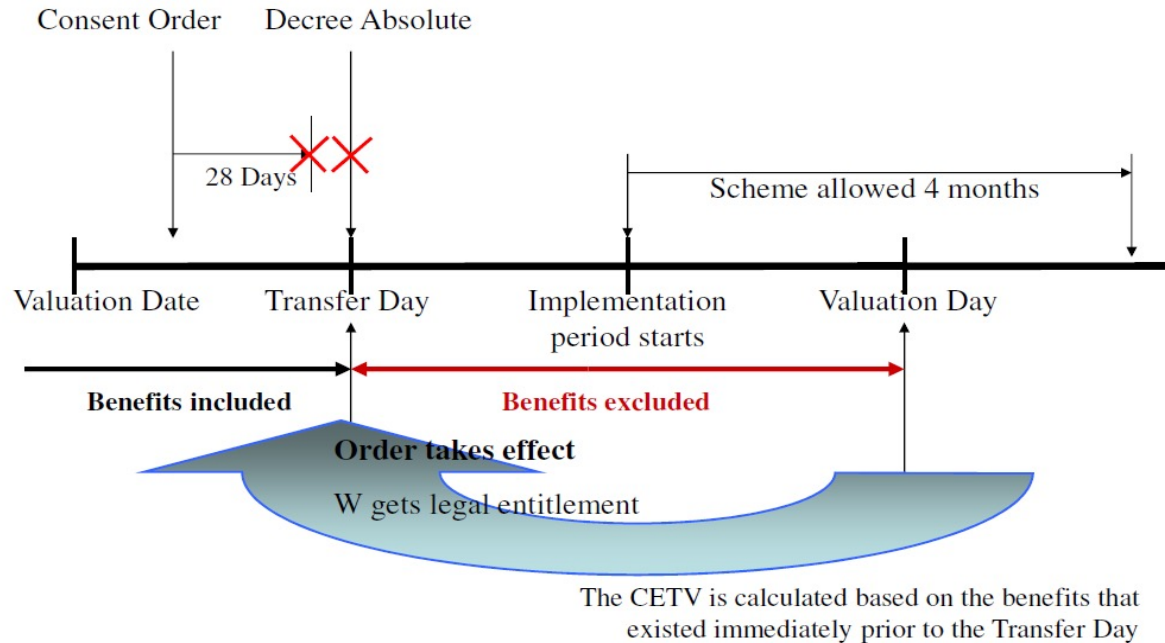 Consent Order
Decree Absolute
28 Days
Scheme allowed 4 months
Valuation Date
Transfer Day
Implementation
period starts
Valuation Day
Benefits included
Benefits excluded
Order takes effect
W gets legal entitlement
The CETV is calculated based on the benefits that
existed immediately prior to the Transfer Day